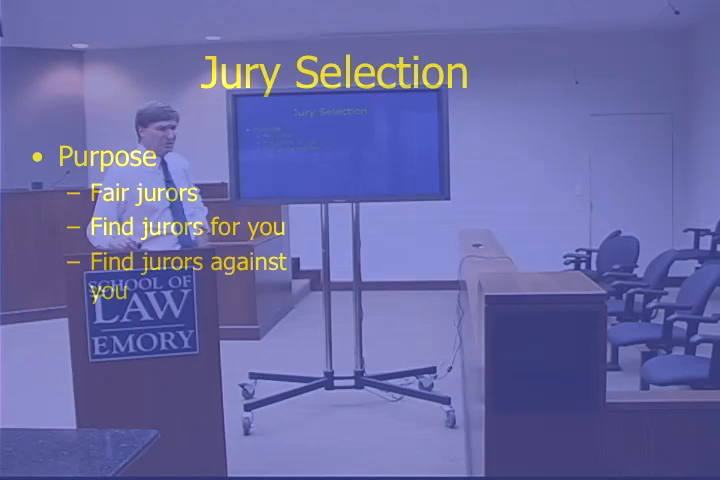 Jury Selection
• Purpose
– Fair jurors
– Find jurors for you
– Find jurors against
you
Jury Selection
SCHOOL OF
LAW
EMORY